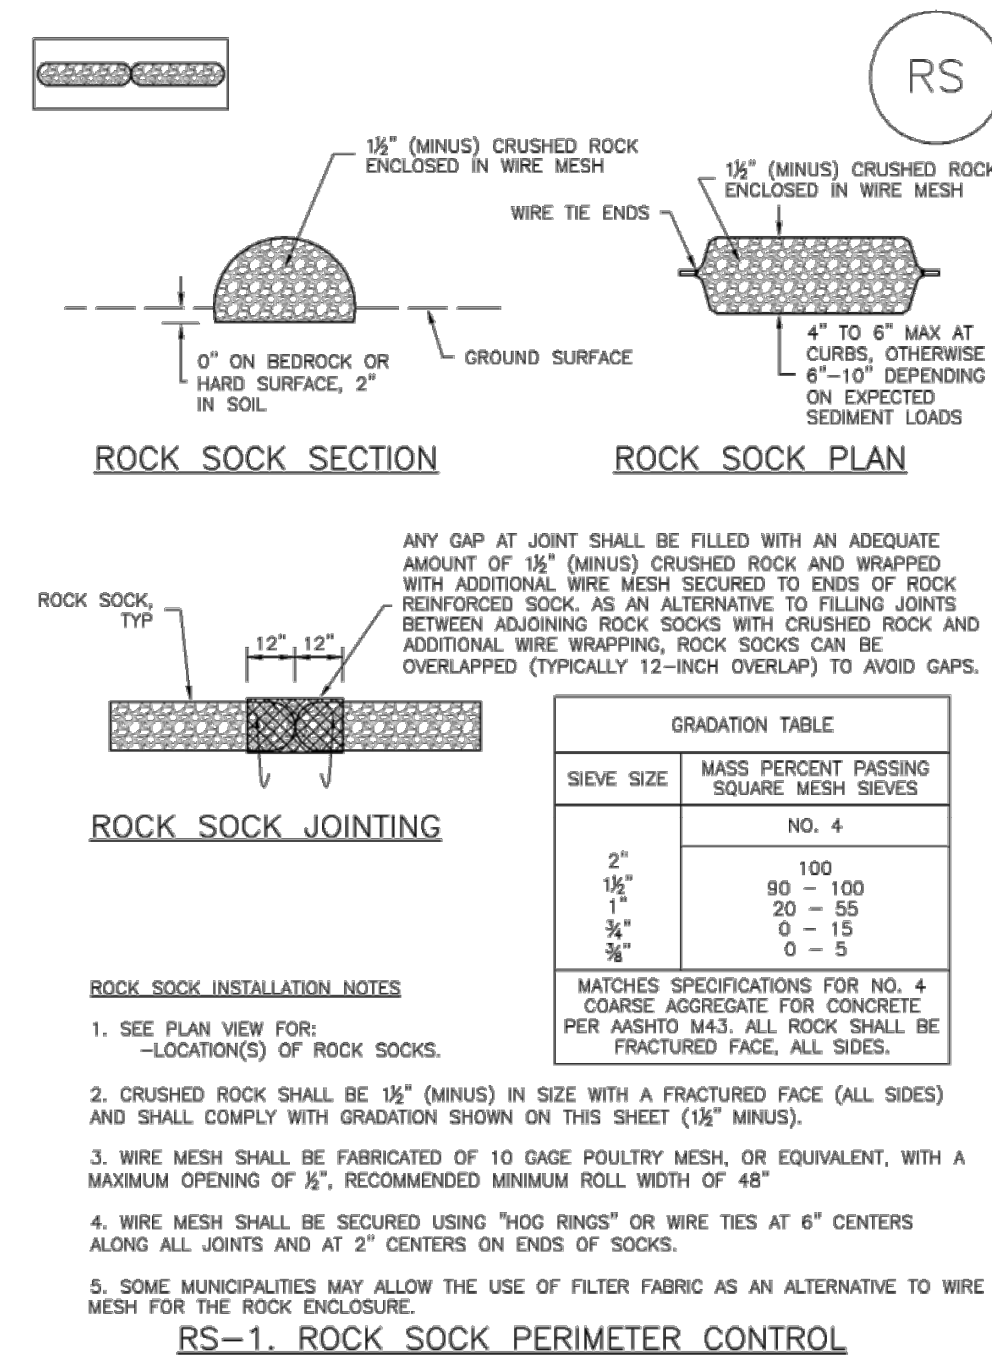 RS
1½" (MINUS) CRUSHED ROCK
ENCLOSED IN WIRE MESH
1½" (MINUS) CRUSHED ROCK
ENCLOSED IN WIRE MESH
WIRE TIE ENDS
0" ON BEDROCK OR
HARD SURFACE, 2"
IN SOIL
GROUND SURFACE
4" TO 6" MAX AT
CURBS, OTHERWISE
6"-10" DEPENDING
ON EXPECTED
SEDIMENT LOADS
ROCK SOCK SECTION
ROCK SOCK PLAN
ANY GAP AT JOINT SHALL BE FILLED WITH AN ADEQUATE
AMOUNT OF 1½" (MINUS) CRUSHED ROCK AND WRAPPED
WITH ADDITIONAL WIRE MESH SECURED TO ENDS OF ROCK
REINFORCED SOCK. AS AN ALTERNATIVE TO FILLING JOINTS
BETWEEN ADJOINING ROCK SOCKS WITH CRUSHED ROCK AND
ADDITIONAL WIRE WRAPPING, ROCK SOCKS CAN BE
OVERLAPPED (TYPICALLY 12-INCH OVERLAP) TO AVOID GAPS.
ROCK SOCK,
TYP
12" 12"
ROCK SOCK JOINTING
GRADATION TABLE
SIEVE SIZE
MASS PERCENT PASSING
SQUARE MESH SIEVES
NO. 4
2" 100
1½" 90 - 100
1" 20 - 55
¾" 0 - 15
⅜" 0 - 5
MATCHES SPECIFICATIONS FOR NO. 4
COARSE AGGREGATE FOR CONCRETE
PER AASHTO M43. ALL ROCK SHALL BE
FRACTURED FACE, ALL SIDES.
ROCK SOCK INSTALLATION NOTES
1. SEE PLAN VIEW FOR:
-LOCATION(S) OF ROCK SOCKS.
2. CRUSHED ROCK SHALL BE 1½" (MINUS) IN SIZE WITH A FRACTURED FACE (ALL SIDES)
AND SHALL COMPLY WITH GRADATION SHOWN ON THIS SHEET (1½" MINUS).
3. WIRE MESH SHALL BE FABRICATED OF 10 GAGE POULTRY MESH, OR EQUIVALENT, WITH A
MAXIMUM OPENING OF ½", RECOMMENDED MINIMUM ROLL WIDTH OF 48"
4. WIRE MESH SHALL BE SECURED USING "HOG RINGS" OR WIRE TIES AT 6" CENTERS
ALONG ALL JOINTS AND AT 2" CENTERS ON ENDS OF SOCKS.
5. SOME MUNICIPALITIES MAY ALLOW THE USE OF FILTER FABRIC AS AN ALTERNATIVE TO WIRE
MESH FOR THE ROCK ENCLOSURE.
RS-1. ROCK SOCK PERIMETER CONTROL